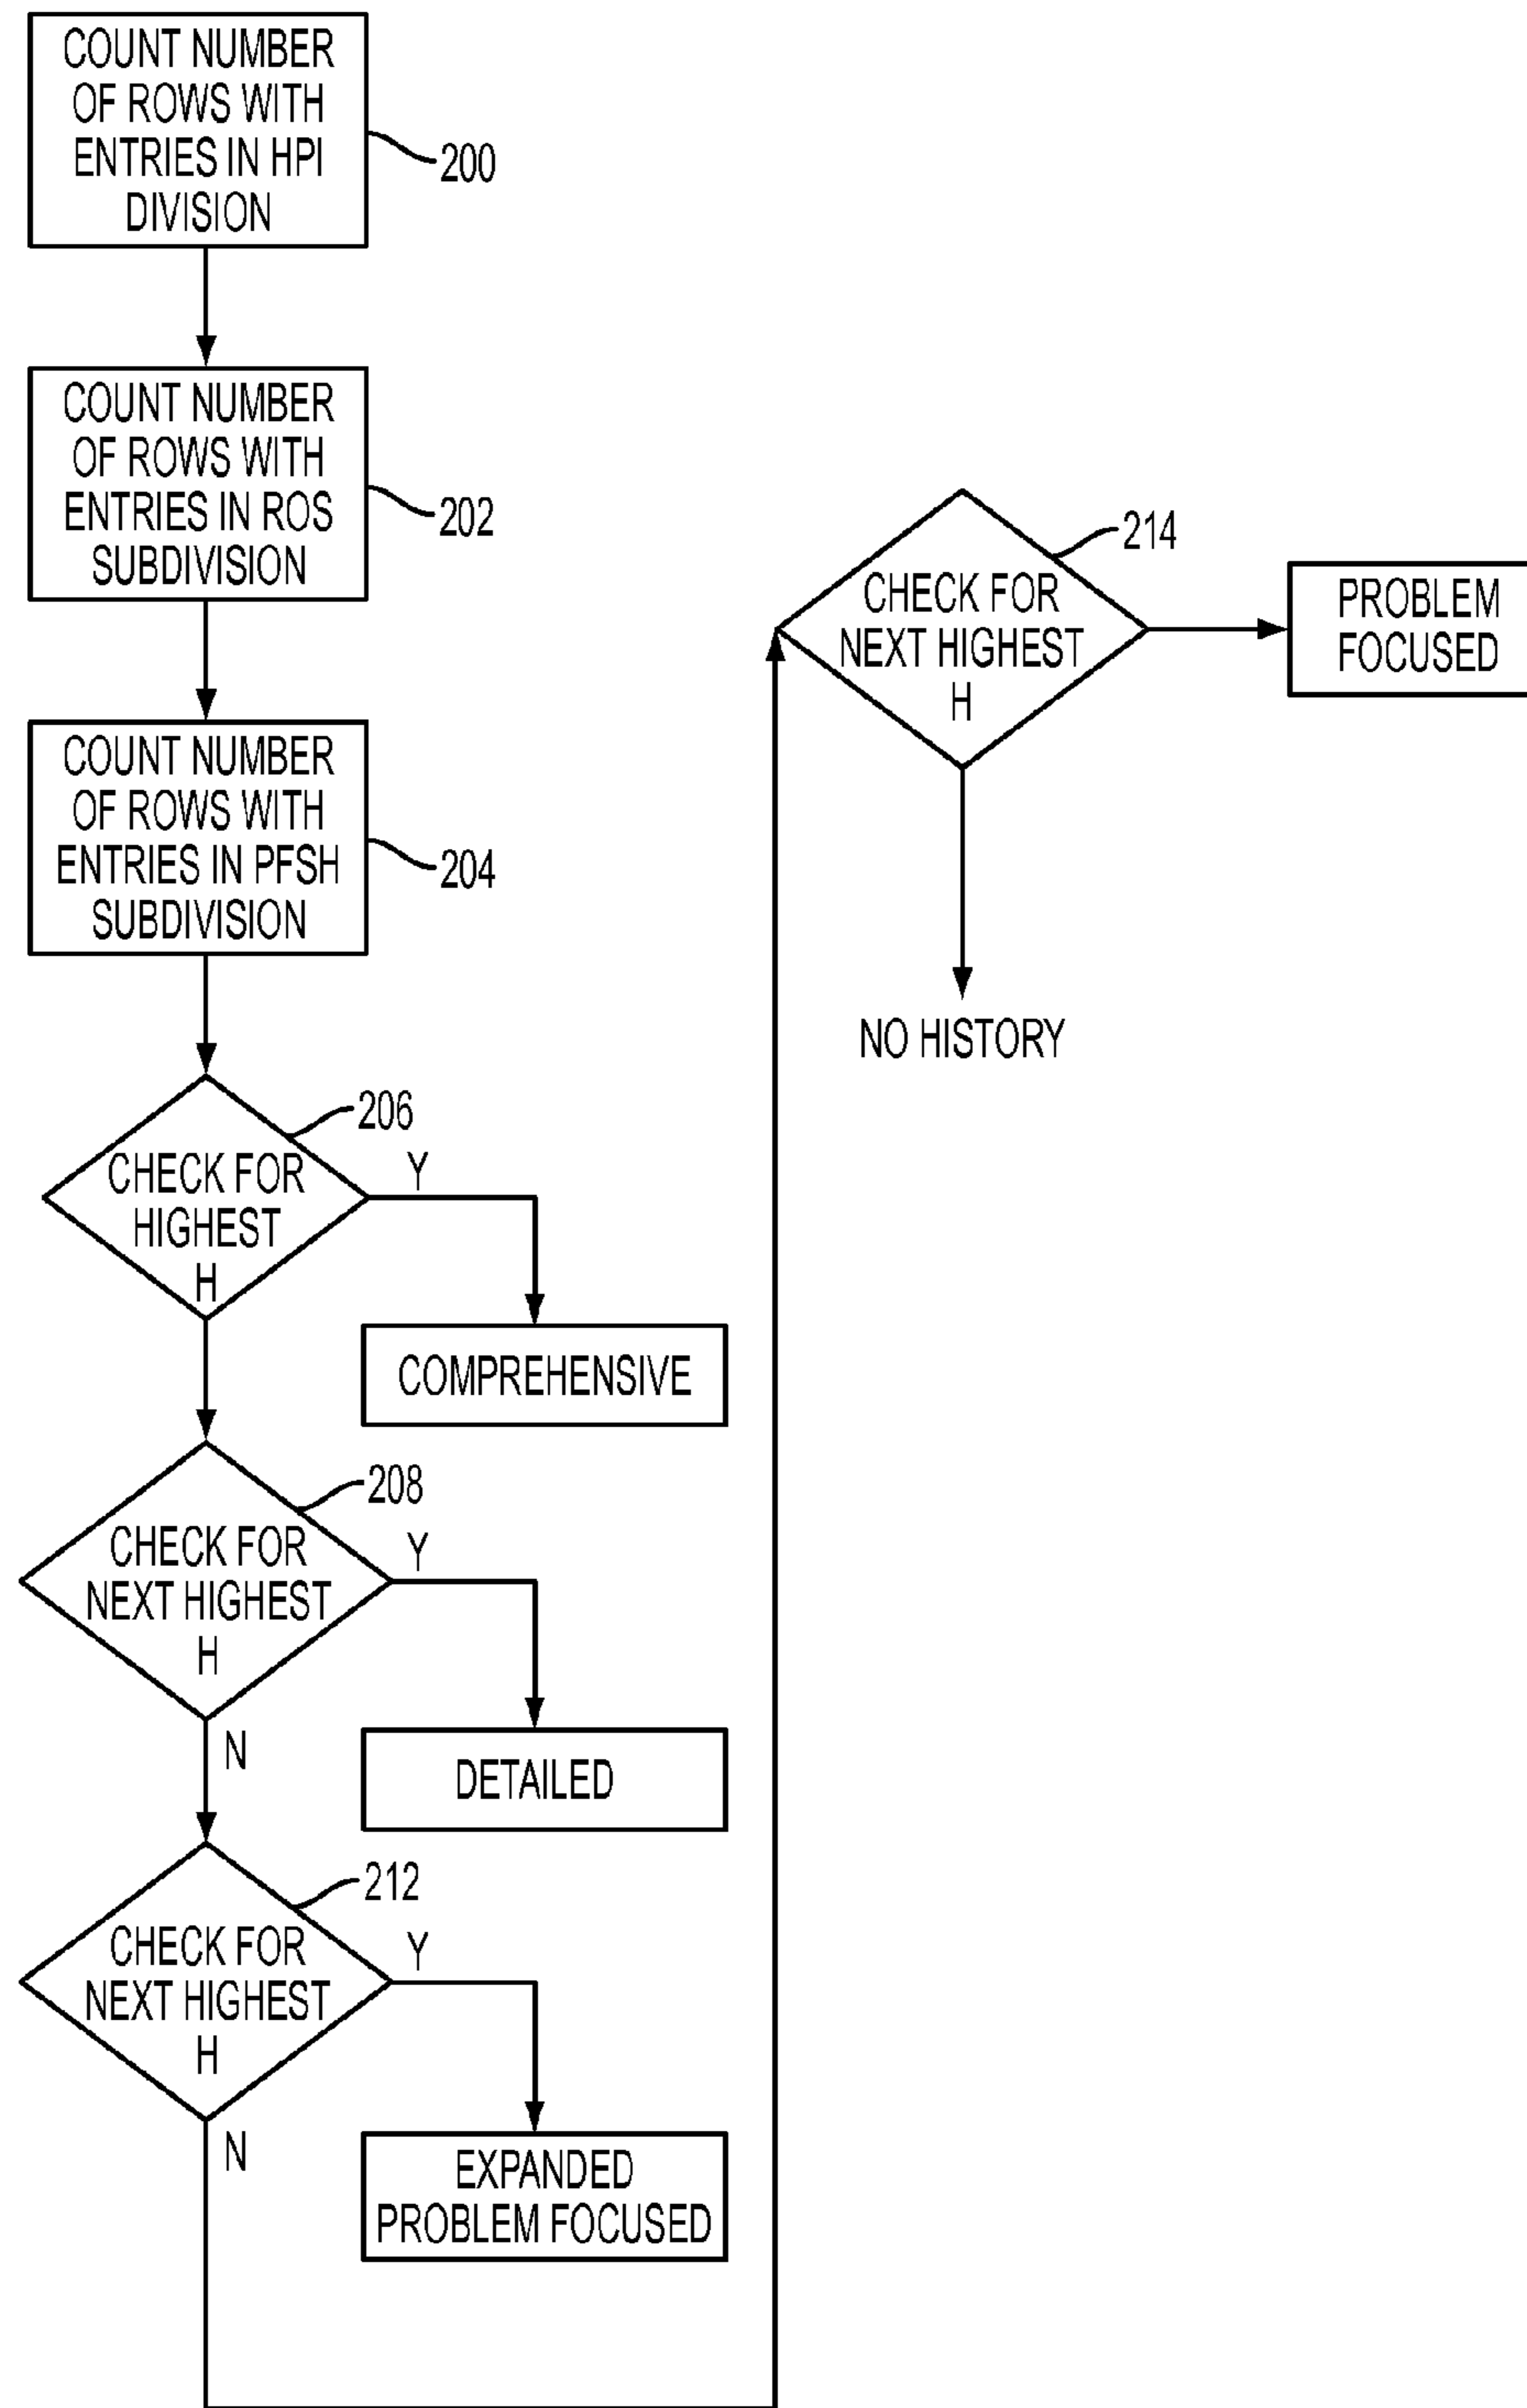 COUNT NUMBER
OF ROWS WITH
ENTRIES IN HPI
DIVISION
200
COUNT NUMBER
OF ROWS WITH
ENTRIES IN ROS
SUBDIVISION
202
COUNT NUMBER
OF ROWS WITH
ENTRIES IN PFSH
SUBDIVISION
204
206
CHECK FOR
HIGHEST
H
Y
COMPREHENSIVE
208
CHECK FOR
NEXT HIGHEST
H
Y
N
DETAILED
212
CHECK FOR
NEXT HIGHEST
H
Y
N
EXPANDED
PROBLEM FOCUSED
214
CHECK FOR
NEXT HIGHEST
H
PROBLEM
FOCUSED
NO HISTORY